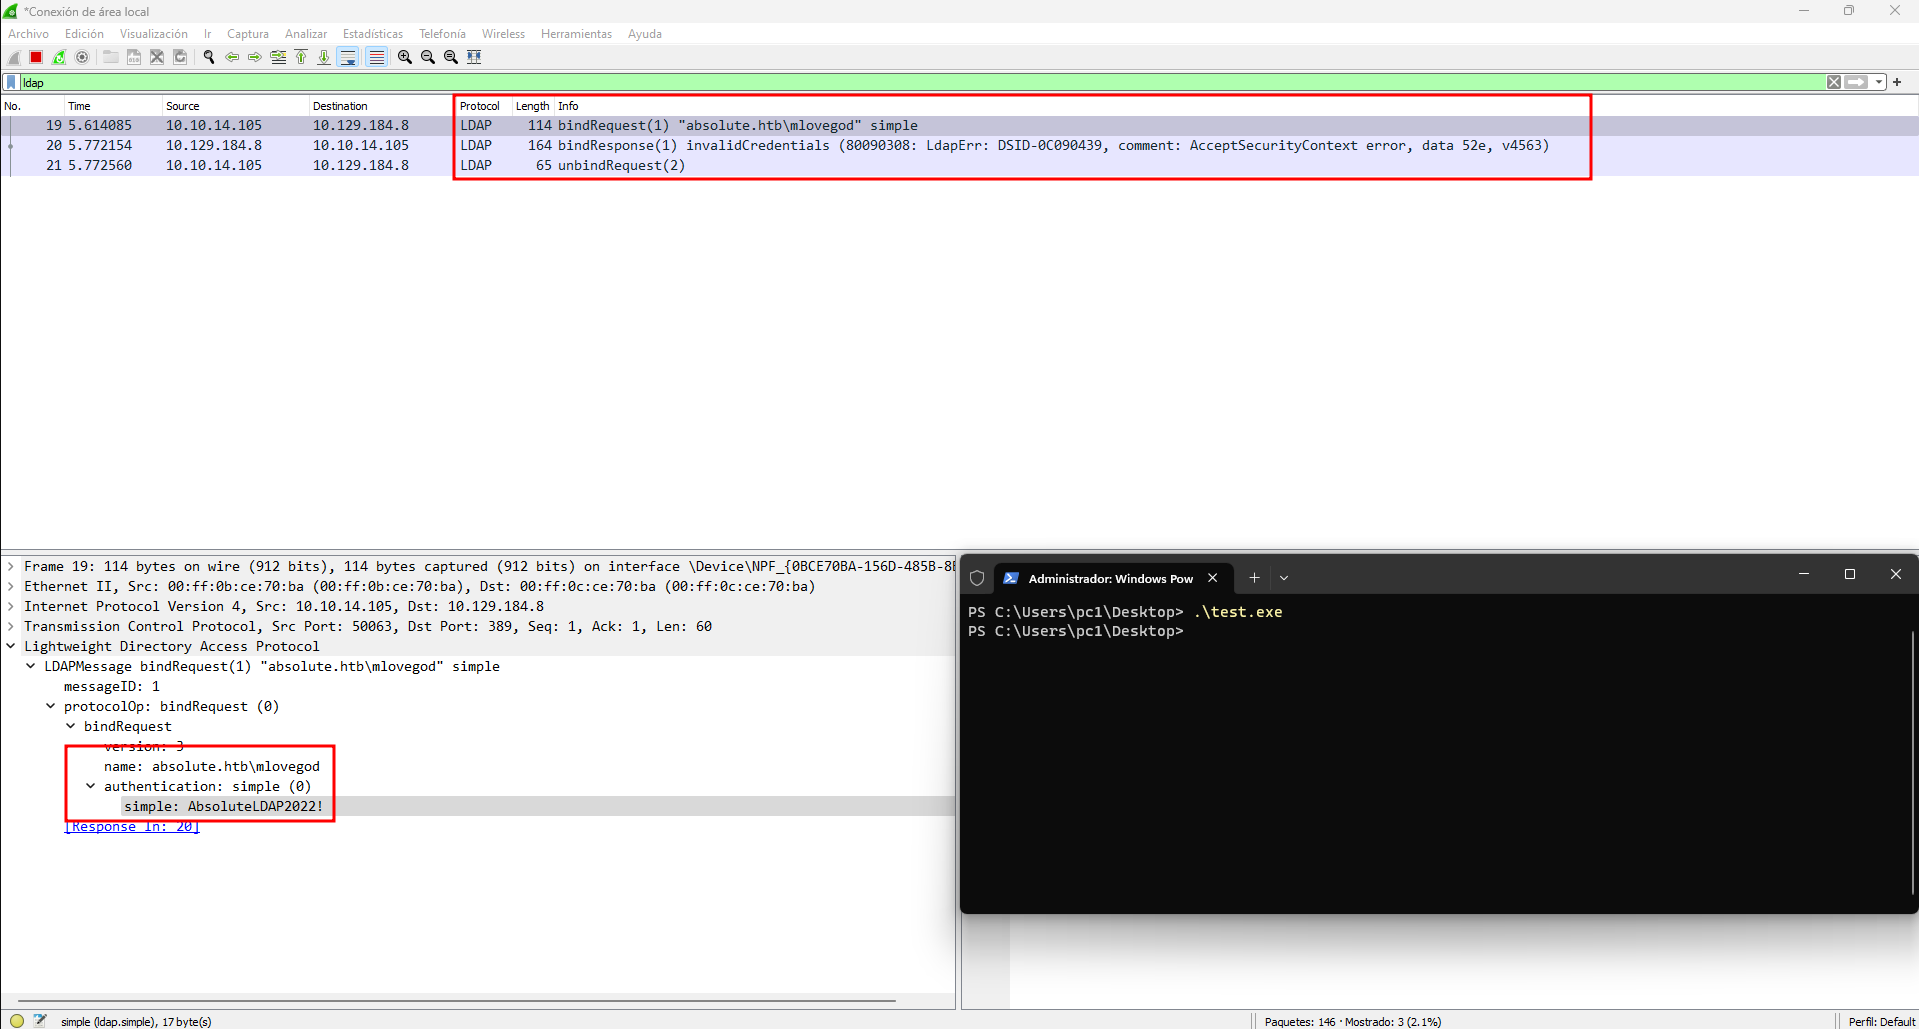 *Conexión de área local
Archivo Edición Visualización Ir Captura Analizar Estadísticas Telefonía Wireless Herramientas Ayuda
ldap
No. Time Source Destination Protocol Length Info
19 5.614085 10.10.14.105 10.129.184.8 LDAP 114 bindRequest(1) "absolute.htb\mlovegod" simple
20 5.772154 10.129.184.8 10.10.14.105 LDAP 164 bindResponse(1) invalidCredentials (80090308: LdapErr: DSID-0C090439, comment: AcceptSecurityContext error, data 52e, v4563)
21 5.772560 10.10.14.105 10.129.184.8 LDAP 65 unbindRequest(2)
Frame 19: 114 bytes on wire (912 bits), 114 bytes captured (912 bits) on interface \Device\NPF_{0BCE70BA-156D-485B-8E
Ethernet II, Src: 00:ff:0b:ce:70:ba (00:ff:0b:ce:70:ba), Dst: 00:ff:0c:ce:70:ba (00:ff:0c:ce:70:ba)
Internet Protocol Version 4, Src: 10.10.14.105, Dst: 10.129.184.8
Transmission Control Protocol, Src Port: 50063, Dst Port: 389, Seq: 1, Ack: 1, Len: 60
Lightweight Directory Access Protocol
LDAPMessage bindRequest(1) "absolute.htb\mlovegod" simple
messageID: 1
protocolOp: bindRequest (0)
bindRequest
version: 3
name: absolute.htb\mlovegod
authentication: simple (0)
simple: AbsoluteLDAP2022!
[Response In: 20]
Administrador: Windows Pow
PS C:\Users\pc1\Desktop> .\test.exe
PS C:\Users\pc1\Desktop>
simple (ldap.simple), 17 byte(s)
Paquetes: 146 · Mostrado: 3 (2.1%)
Perfil: Default